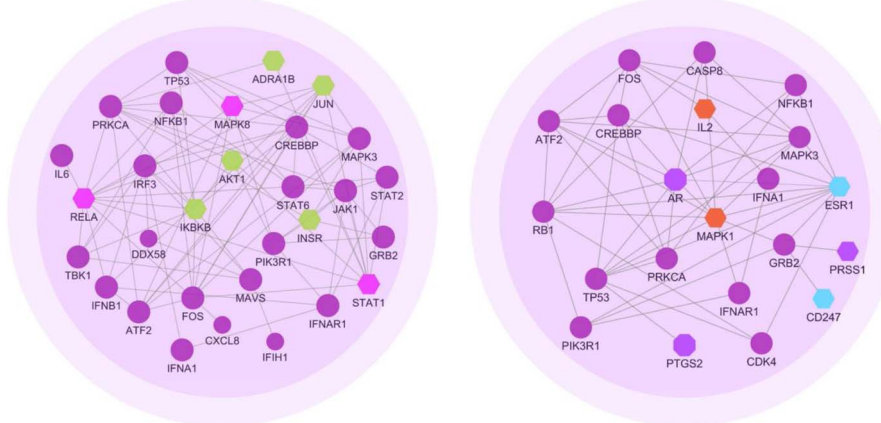 TP53
ADRA1B
JUN
PRKCA
NFKB1
MAPK8
CREBBP
MAPK3
IL6
IRF3
AKT1
STAT6
JAK1
STAT2
RELA
IKBKB
INSR
DDX58
PIK3R1
GRB2
TBK1
IFNB1
MAVS
STAT1
ATF2
FOS
IFNAR1
CXCL8
IFNA1
IFIH1
FOS
CASP8
NFKB1
IL2
ATF2
CREBBP
MAPK3
AR
IFNA1
ESR1
RB1
MAPK1
PRKCA
GRB2
PRSS1
TP53
IFNAR1
CD247
PIK3R1
PTGS2
CDK4